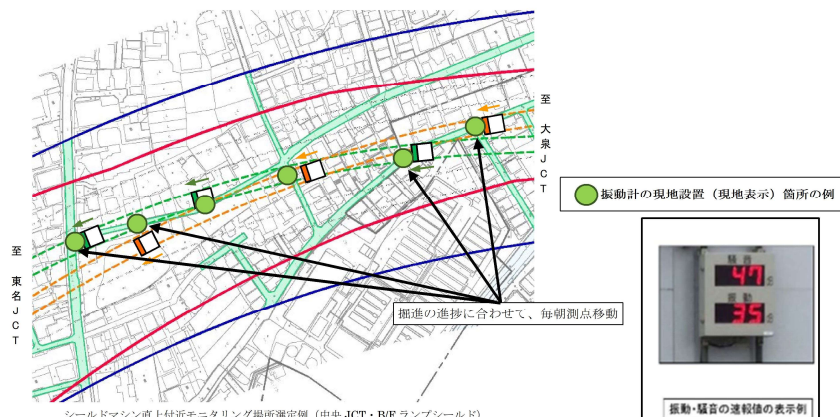 至 大泉JCT
振動計の現地設置（現地表示）箇所の例
至 東名JCT
掘進の進捗に合わせて、毎朝測点移動
騒音
47
振動
35
振動・騒音の速報値の表示例
シールドマシン直上付近モニタリング場所選定例（中央 JCT・B/F ランプシールド）